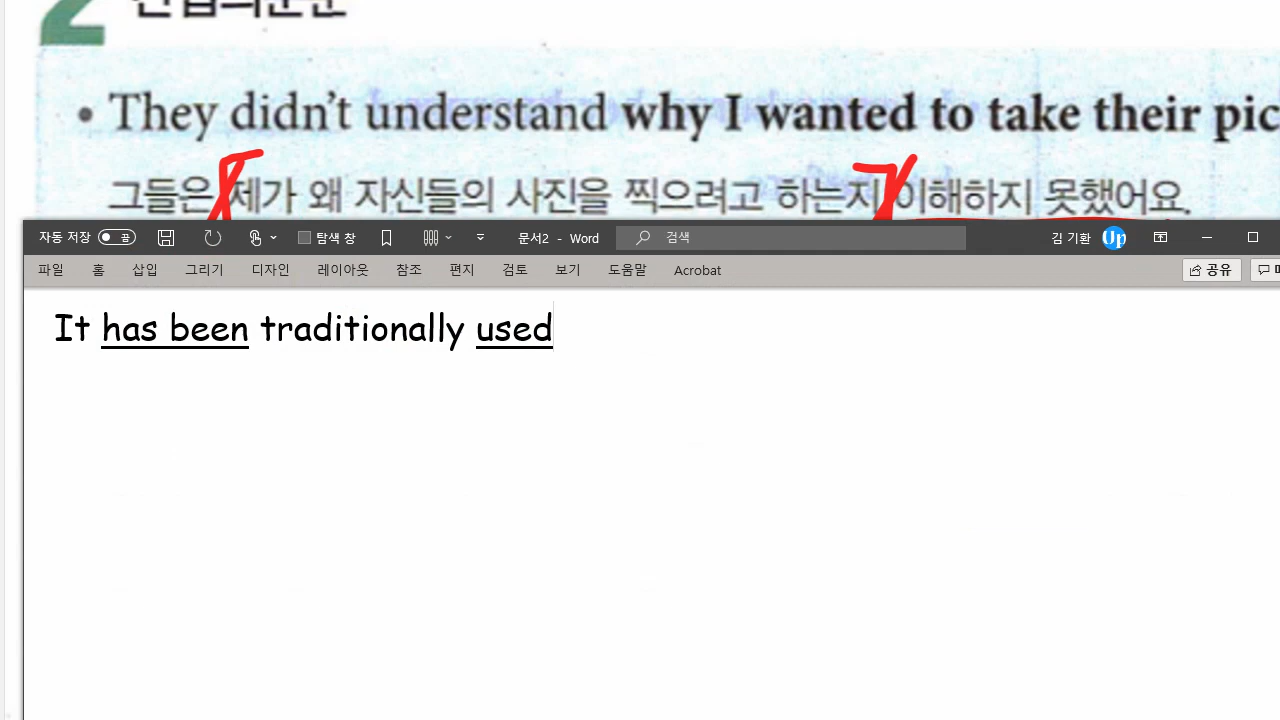 2
• They didn't understand why I wanted to take their pic
그들은 제가 왜 자신들의 사진을 찍으려고 하는지 이해하지 못했어요.
자동 저장 끔 탐색 창 문서2 - Word 검색 김 기환 Up
파일 홈 삽입 그리기 디자인 레이아웃 참조 편지 검토 보기 도움말 Acrobat 공유
It has been traditionally used